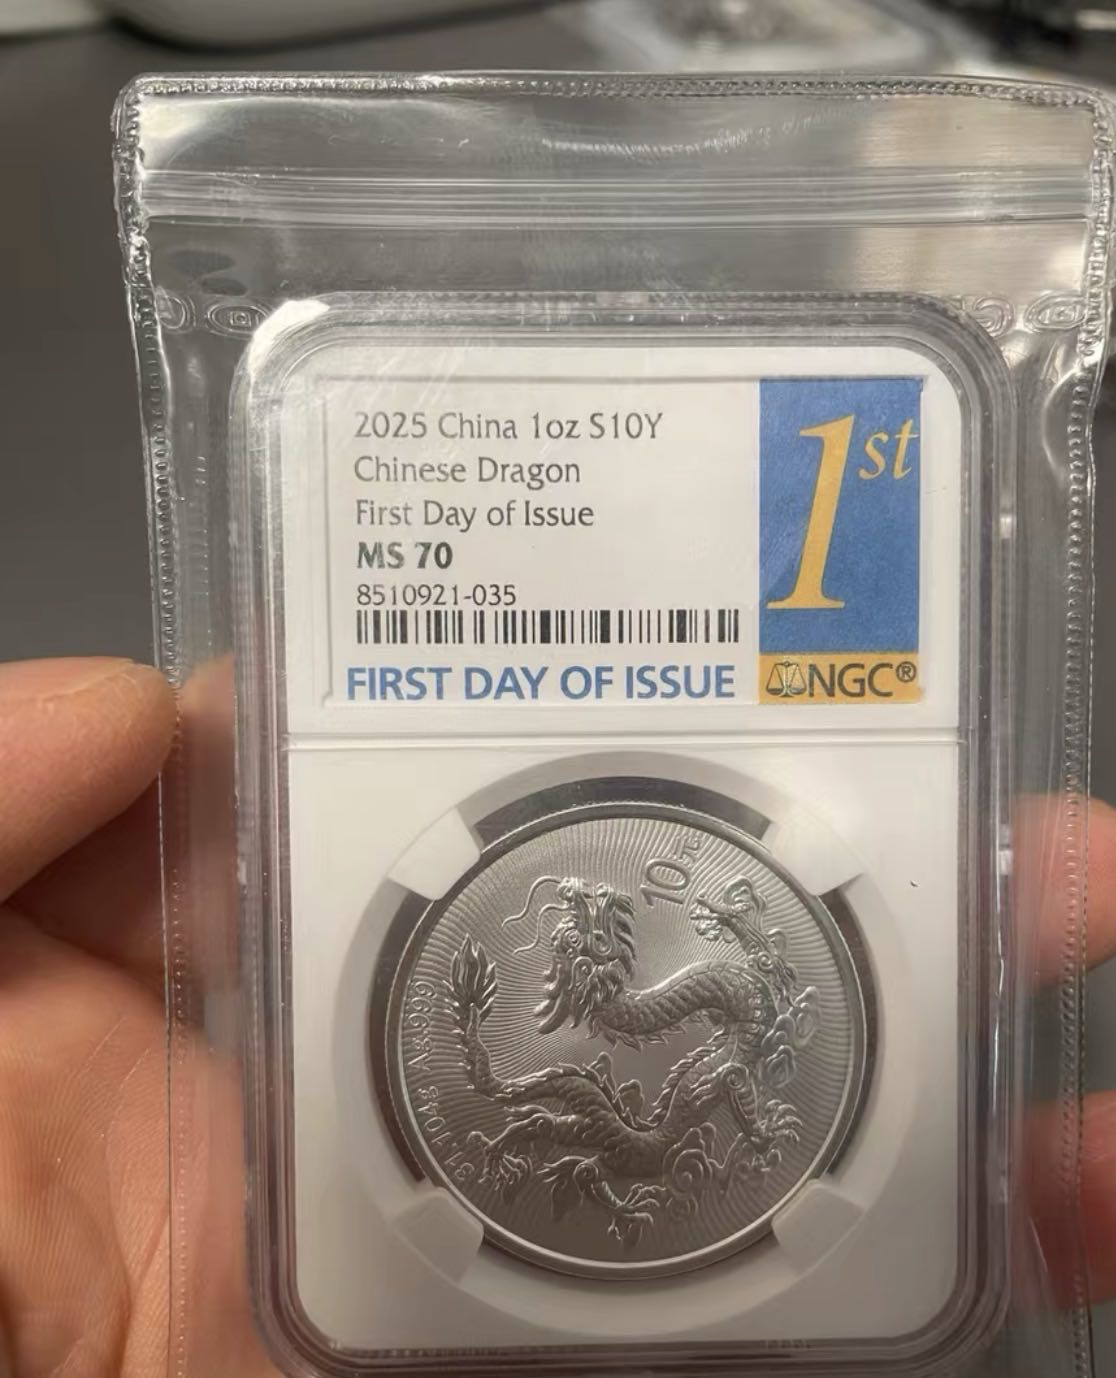 2025 China 1oz S10Y
Chinese Dragon
First Day of Issue
MS 70
8510921-035
FIRST DAY OF ISSUE
1st
NGC®
10元
31.104g Ag.9999